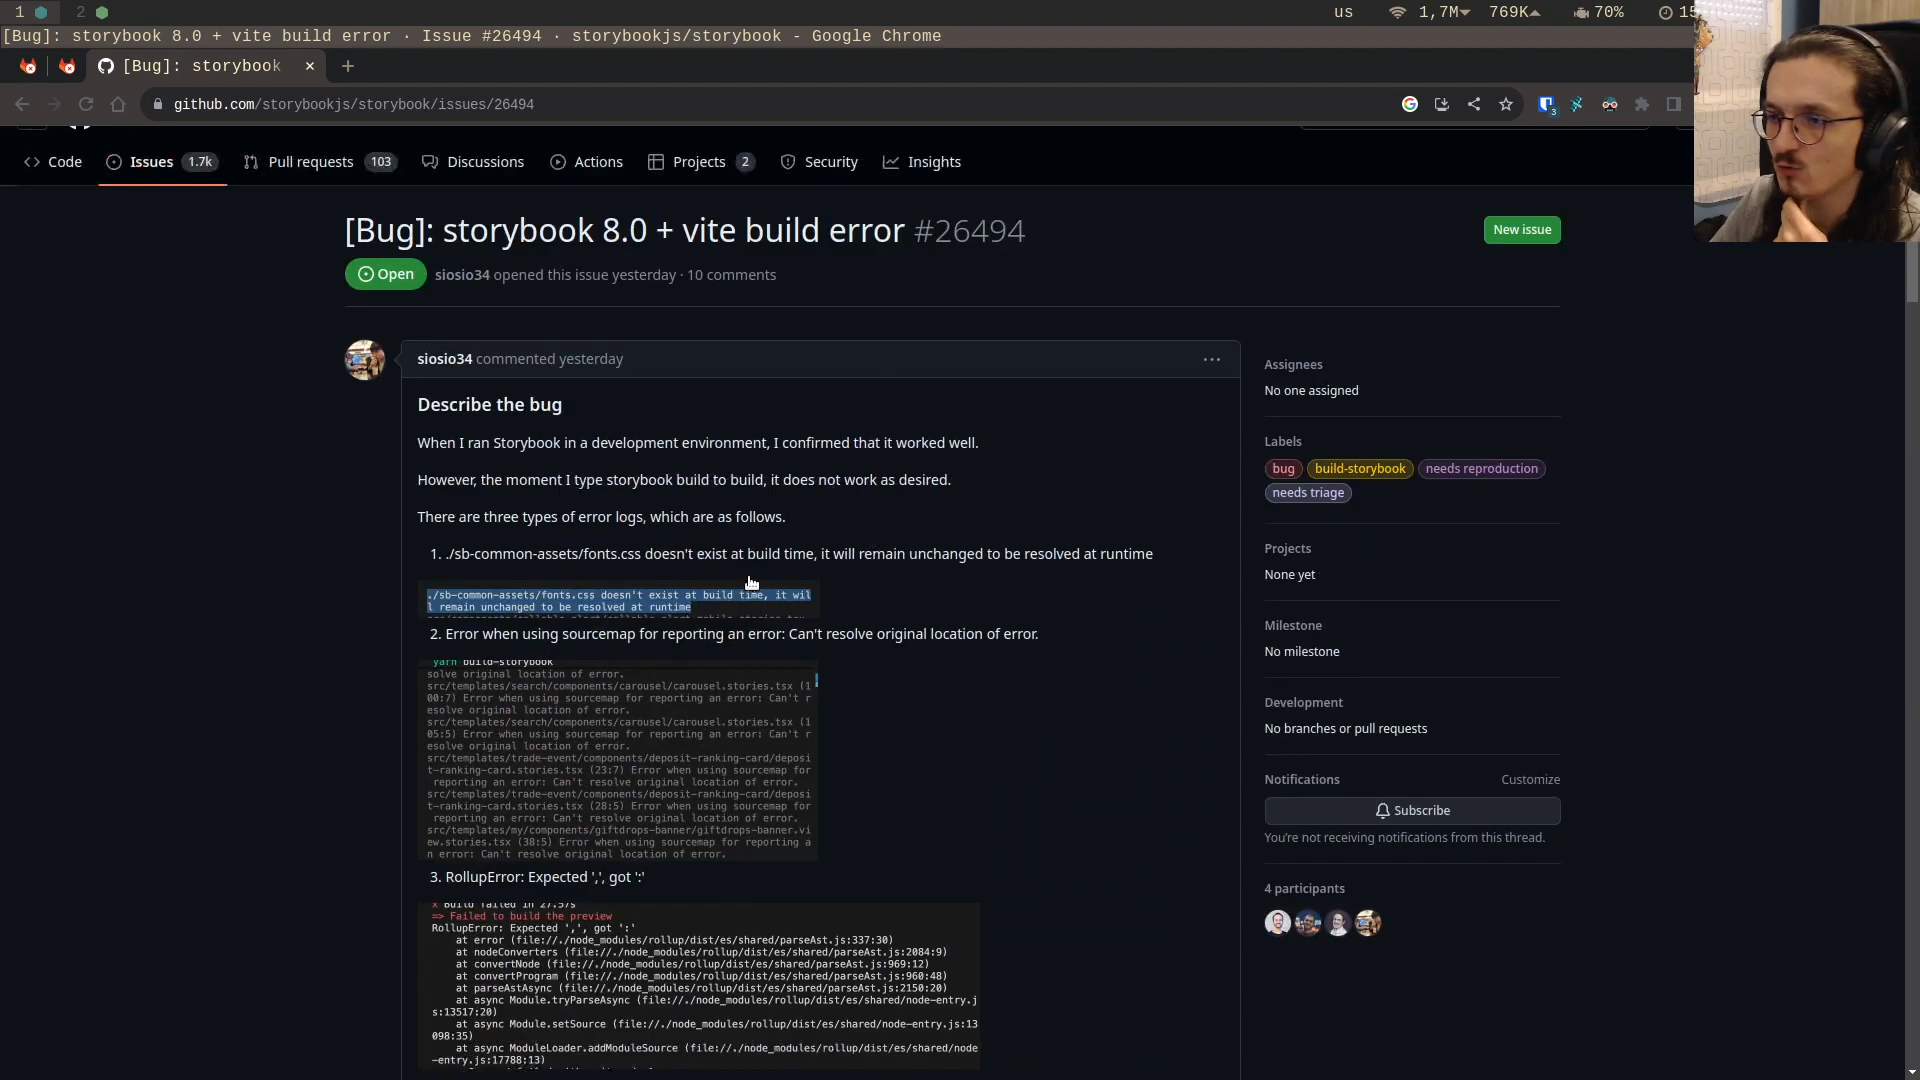 1 2 us 1,7M 769K 70% 15
[Bug]: storybook 8.0 + vite build error · Issue #26494 · storybookjs/storybook - Google Chrome
[Bug]: storybook
github.com/storybookjs/storybook/issues/26494
3
Code Issues 1.7k Pull requests 103 Discussions Actions Projects 2 Security Insights
[Bug]: storybook 8.0 + vite build error #26494
New issue
Open siosio34 opened this issue yesterday · 10 comments
siosio34 commented yesterday
Describe the bug
When I ran Storybook in a development environment, I confirmed that it worked well.
However, the moment I type storybook build to build, it does not work as desired.
There are three types of error logs, which are as follows.
1. ./sb-common-assets/fonts.css doesn't exist at build time, it will remain unchanged to be resolved at runtime
./sb-common-assets/fonts.css doesn't exist at build time, it wil
l remain unchanged to be resolved at runtime
2. Error when using sourcemap for reporting an error: Can't resolve original location of error.
yarn build-storybook
solve original location of error.
src/templates/search/components/carousel/carousel.stories.tsx (1
00:7) Error when using sourcemap for reporting an error: Can't r
esolve original location of error.
src/templates/search/components/carousel/carousel.stories.tsx (1
05:5) Error when using sourcemap for reporting an error: Can't r
esolve original location of error.
src/templates/trade-event/components/deposit-ranking-card/deposi
t-ranking-card.stories.tsx (23:7) Error when using sourcemap for
reporting an error: Can't resolve original location of error.
src/templates/trade-event/components/deposit-ranking-card/deposi
t-ranking-card.stories.tsx (28:5) Error when using sourcemap for
reporting an error: Can't resolve original location of error.
src/templates/my/components/giftdrops-banner/giftdrops-banner.vi
ew.stories.tsx (38:5) Error when using sourcemap for reporting a
n error: Can't resolve original location of error.
3. RollupError: Expected ',', got ':'
x Build failed in 27.57s
=> Failed to build the preview
RollupError: Expected ',', got ':'
at error (file://./node_modules/rollup/dist/es/shared/parseAst.js:337:30)
at nodeConverters (file://./node_modules/rollup/dist/es/shared/parseAst.js:2084:9)
at convertNode (file://./node_modules/rollup/dist/es/shared/parseAst.js:969:12)
at convertProgram (file://./node_modules/rollup/dist/es/shared/parseAst.js:960:48)
at parseAstAsync (file://./node_modules/rollup/dist/es/shared/parseAst.js:2150:20)
at async Module.tryParseAsync (file://./node_modules/rollup/dist/es/shared/node-entry.j
s:13517:20)
at async Module.setSource (file://./node_modules/rollup/dist/es/shared/node-entry.js:13
098:35)
at async ModuleLoader.addModuleSource (file://./node_modules/rollup/dist/es/shared/node
-entry.js:17788:13)
Assignees
No one assigned
Labels
bug build-storybook needs reproduction
needs triage
Projects
None yet
Milestone
No milestone
Development
No branches or pull requests
Notifications Customize
Subscribe
You're not receiving notifications from this thread.
4 participants